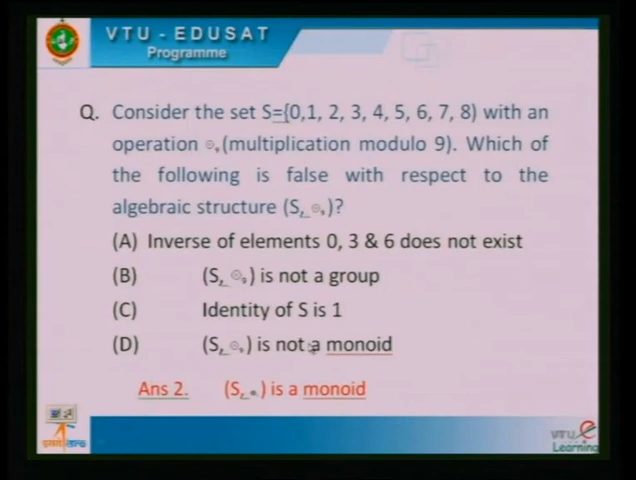 VTU - EDUSAT
Programme
Q. Consider the set S={0,1, 2, 3, 4, 5, 6, 7, 8) with an
operation ⊙₉(multiplication modulo 9). Which of
the following is false with respect to the
algebraic structure (S, ⊙₉)?
(A) Inverse of elements 0, 3 & 6 does not exist
(B) (S, ⊙₉) is not a group
(C) Identity of S is 1
(D) (S, ⊙₉) is not a monoid
Ans 2. (S, ) is a monoid
VTU e
Learning